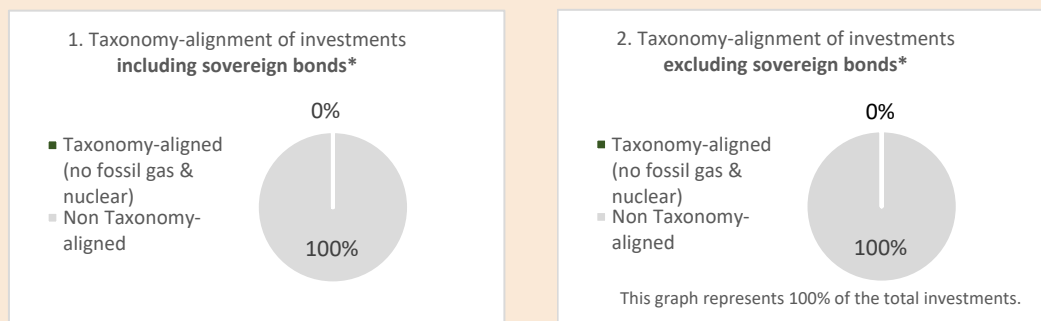 1. Taxonomy-alignment of investments
including sovereign bonds*
0%
Taxonomy-aligned
(no fossil gas &
nuclear)
Non Taxonomy-
aligned
100%
2. Taxonomy-alignment of investments
excluding sovereign bonds*
0%
Taxonomy-aligned
(no fossil gas &
nuclear)
Non Taxonomy-
aligned
100%
This graph represents 100% of the total investments.